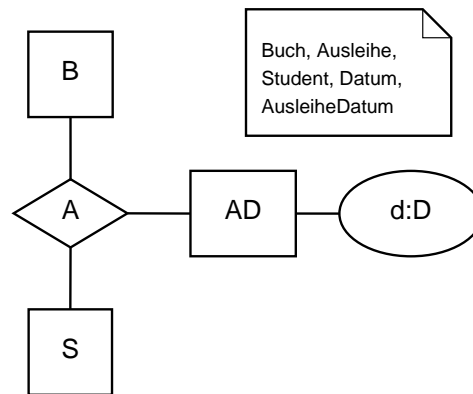 B
Buch, Ausleihe,
Student, Datum,
AusleiheDatum
A
AD
d:D
S